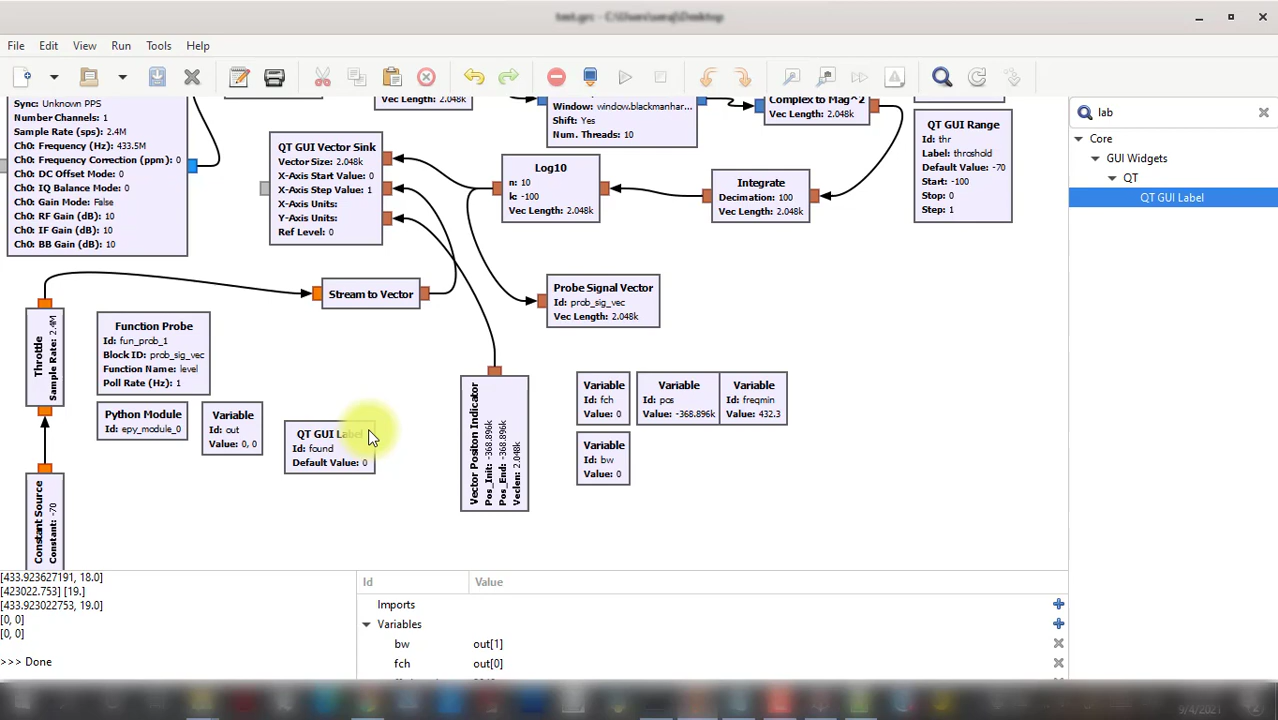 test.grc - C:\Users\seraj\Desktop
File Edit View Run Tools Help
lab
Core
GUI Widgets
QT
QT GUI Label
Sync: Unknown PPS
Number Channels: 1
Sample Rate (sps): 2.4M
Ch0: Frequency (Hz): 433.5M
Ch0: Frequency Correction (ppm): 0
Ch0: DC Offset Mode: 0
Ch0: IQ Balance Mode: 0
Ch0: Gain Mode: False
Ch0: RF Gain (dB): 10
Ch0: IF Gain (dB): 10
Ch0: BB Gain (dB): 10
Vec Length: 2.048k
Window: window.blackmanhar...
Shift: Yes
Num. Threads: 10
Complex to Mag^2
Vec Length: 2.048k
QT GUI Range
Id: thr
Label: throshold
Default Value: -70
Start: -100
Stop: 0
Step: 1
QT GUI Vector Sink
Vector Size: 2.048k
X-Axis Start Value: 0
X-Axis Step Value: 1
X-Axis Units:
Y-Axis Units:
Ref Level: 0
Log10
n: 10
k: -100
Vec Length: 2.048k
Integrate
Decimation: 100
Vec Length: 2.048k
Stream to Vector
Probe Signal Vector
Id: prob_sig_vec
Vec Length: 2.048k
Throttle
Sample Rate: 2.4M
Function Probe
Id: fun_prob_1
Block ID: prob_sig_vec
Function Name: level
Poll Rate (Hz): 1
Python Module
Id: epy_module_0
Variable
Id: out
Value: 0, 0
QT GUI Label
Id: found
Default Value: 0
Vector Positon Indicator
Pos_Init: -368.896k
Pos_End: -368.896k
Veclen: 2.048k
Variable
Id: fch
Value: 0
Variable
Id: pos
Value: -368.896k
Variable
Id: freqmin
Value: 432.3
Variable
Id: bw
Value: 0
Constant Source
Constant: -70
[433.923627191, 18.0]
[423022.753] [19.]
[433.923022753, 19.0]
[0, 0]
[0, 0]
>>> Done
Id Value
Imports
Variables
bw out[1]
fch out[0]
9/4/2021